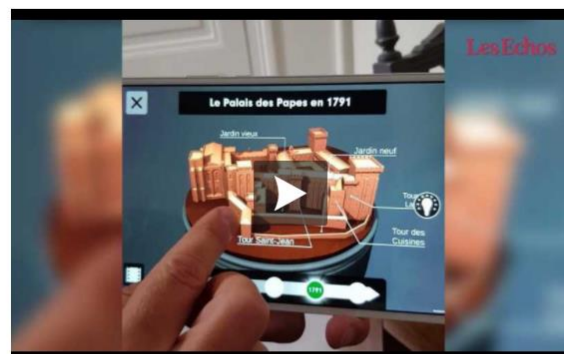 Les Echos
Le Palais des Papes en 1791
Jardin vieux
Jardin neuf
Tour des
Cuisines
Tour Saint-Jean
1791